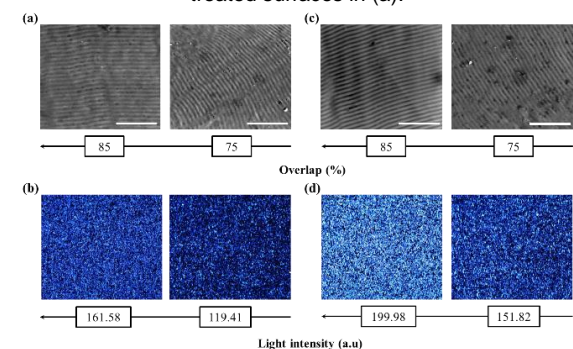 treated surfaces in (a).
(a)
(c)
85
75
85
75
Overlap (%)
(b)
(d)
161.58
119.41
199.98
151.82
Light intensity (a.u)